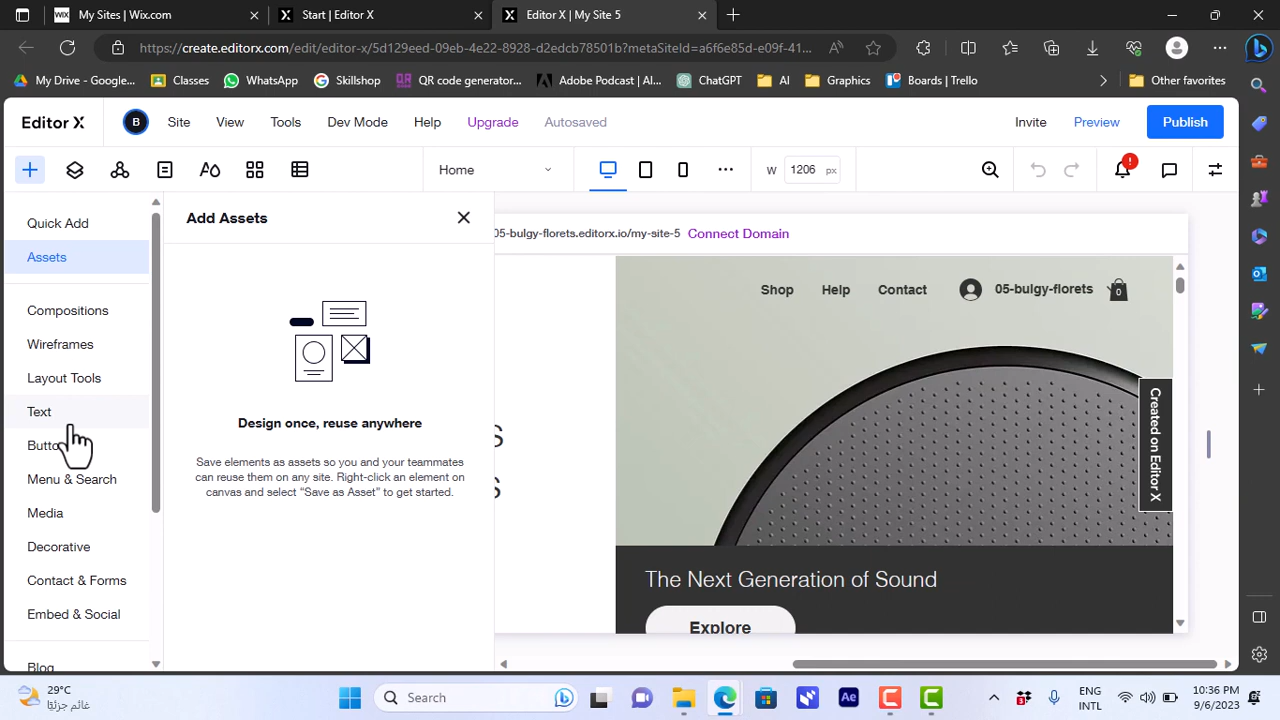 My Sites | Wix.com
Start | Editor X
Editor X | My Site 5
https://create.editorx.com/edit/editor-x/5d129eed-09eb-4e22-8928-d2edcb78501b?metaSiteId=a6f6e85d-e09f-41...
My Drive - Google...
Classes
WhatsApp
Skillshop
QR code generator...
Adobe Podcast | AI...
ChatGPT
AI
Graphics
Boards | Trello
Other favorites
Editor X
B
Site
View
Tools
Dev Mode
Help
Upgrade
Autosaved
Invite
Preview
Publish
Home
W 1206 px
Quick Add
Assets
Compositions
Wireframes
Layout Tools
Text
Menu & Search
Media
Decorative
Contact & Forms
Embed & Social
Blog
Add Assets
Design once, reuse anywhere
Save elements as assets so you and your teammates
can reuse them on any site. Right-click an element on
canvas and select “Save as Asset” to get started.
05-bulgy-florets.editorx.io/my-site-5 Connect Domain
Shop
Help
Contact
05-bulgy-florets
0
Created on Editor X
The Next Generation of Sound
Explore
29°C
غائم جزئيًا
Search
Ae
ENG
INTL
10:36 PM
9/6/2023